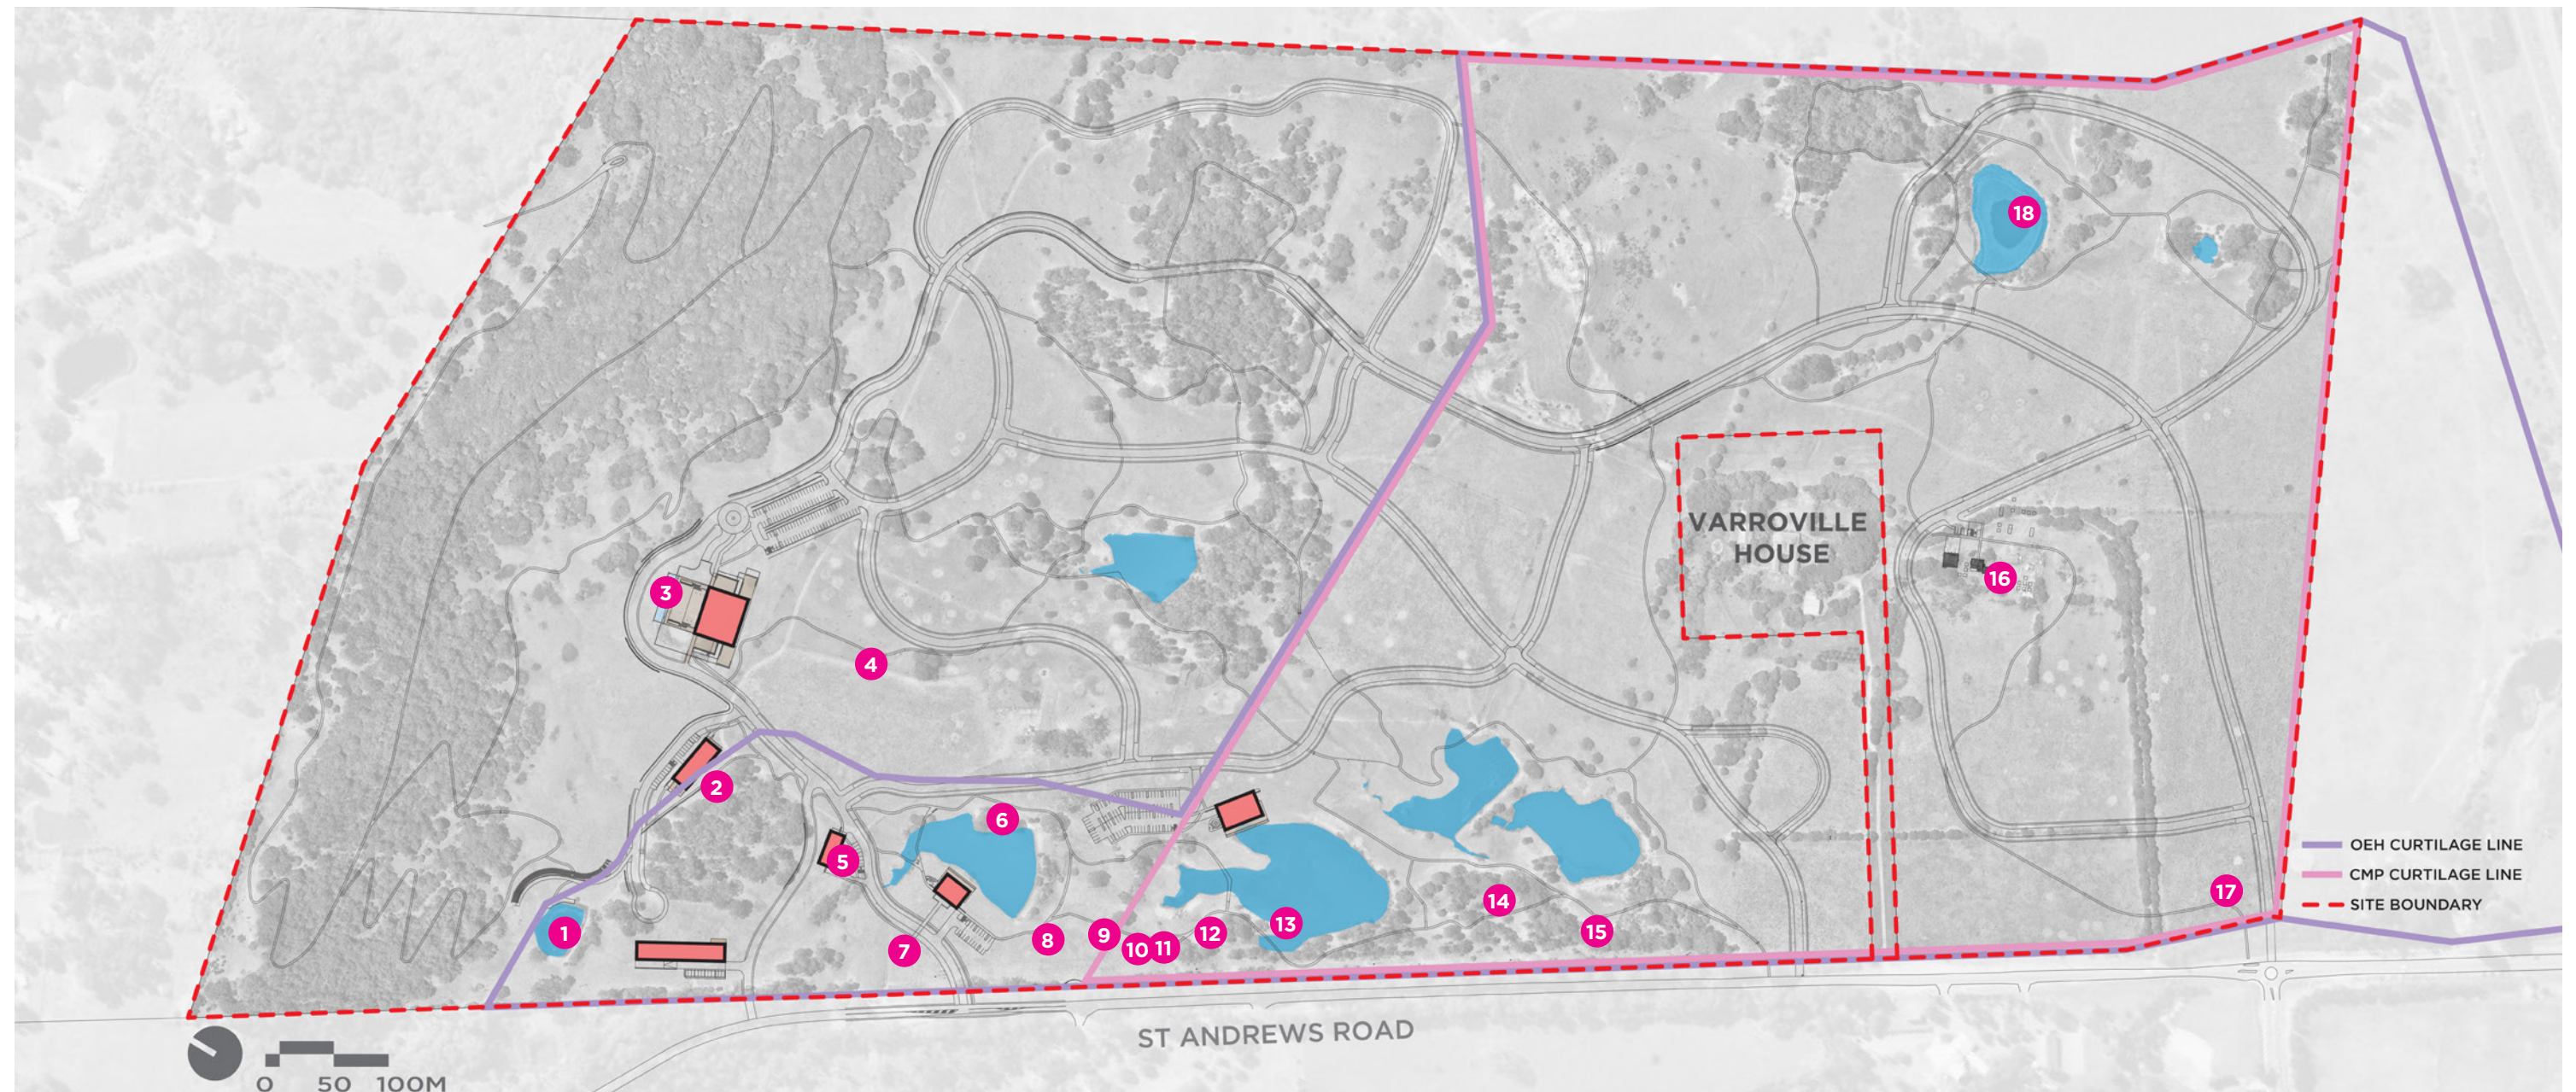 18
VARROVILLE
HOUSE
16
3
4
2
6
5
1
7
8
9
10
11
12
13
14
15
17
OEH CURTILAGE LINE
CMP CURTILAGE LINE
SITE BOUNDARY
ST ANDREWS ROAD
0 50 100M